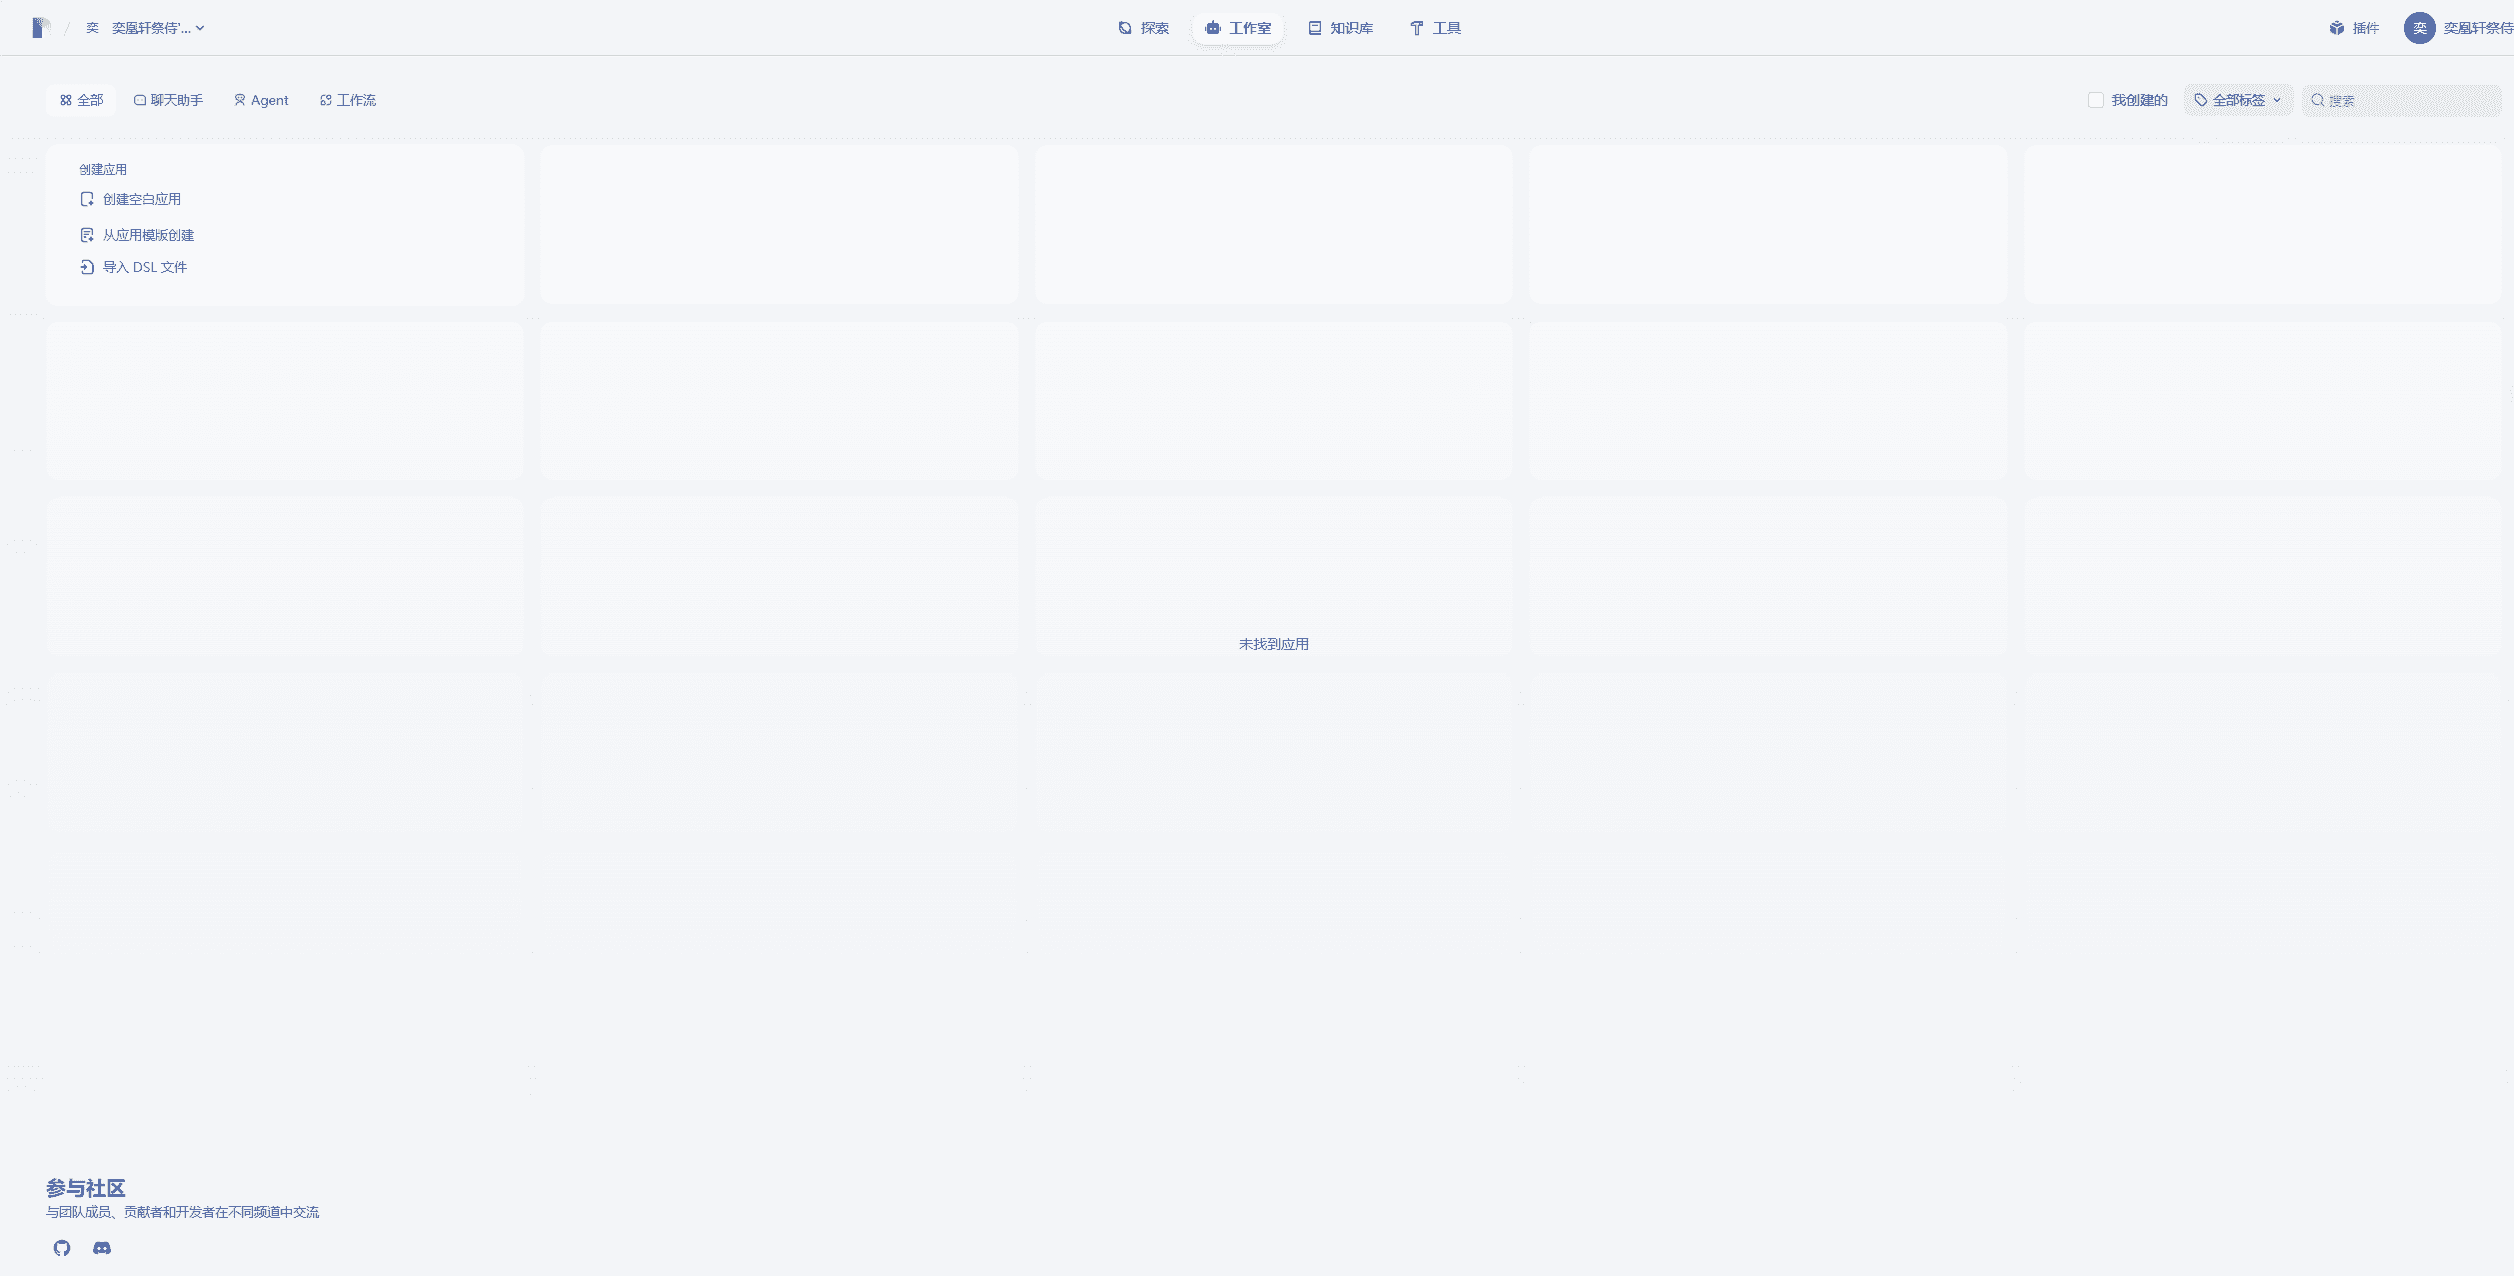 / 奕 奕凰轩祭侍'... 探索 工作室 知识库 工具 插件 奕 奕凰轩祭侍
全部 聊天助手 Agent 工作流 我创建的 全部标签 搜索
创建应用
创建空白应用
从应用模版创建
导入 DSL 文件
未找到应用
参与社区
与团队成员、贡献者和开发者在不同频道中交流